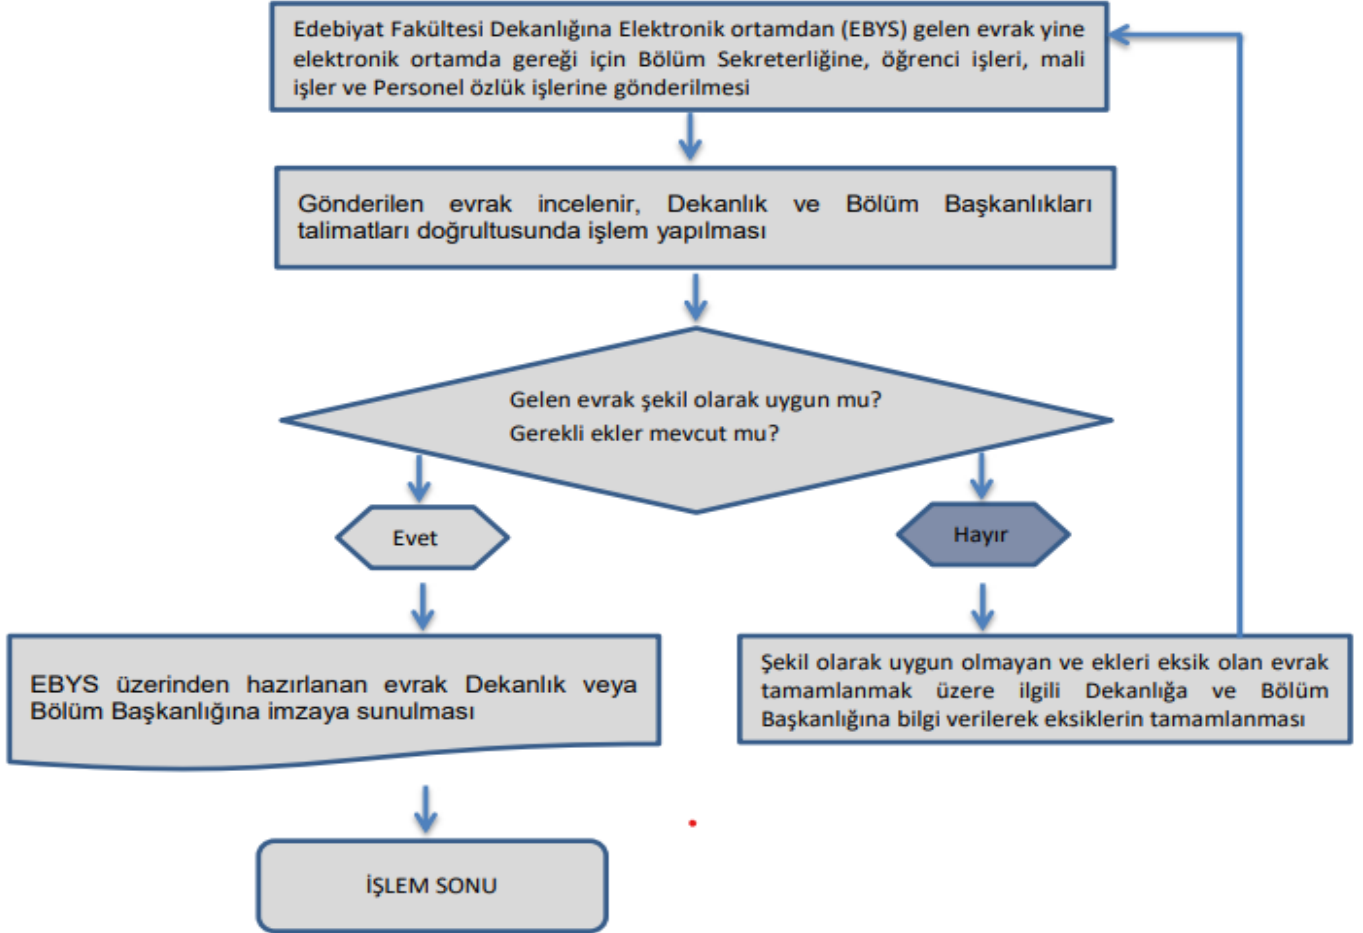 Edebiyat Fakültesi Dekanlığına Elektronik ortamdan (EBYS) gelen evrak yine
elektronik ortamda gereği için Bölüm Sekreterliğine, öğrenci işleri, mali
işler ve Personel özlük işlerine gönderilmesi
Gönderilen evrak incelenir, Dekanlık ve Bölüm Başkanlıkları
talimatları doğrultusunda işlem yapılması
Gelen evrak şekil olarak uygun mu?
Gerekli ekler mevcut mu?
Evet
Hayır
EBYS üzerinden hazırlanan evrak Dekanlık veya
Bölüm Başkanlığına imzaya sunulması
Şekil olarak uygun olmayan ve ekleri eksik olan evrak
tamamlanmak üzere ilgili Dekanlığa ve Bölüm
Başkanlığına bilgi verilerek eksiklerin tamamlanması
İŞLEM SONU